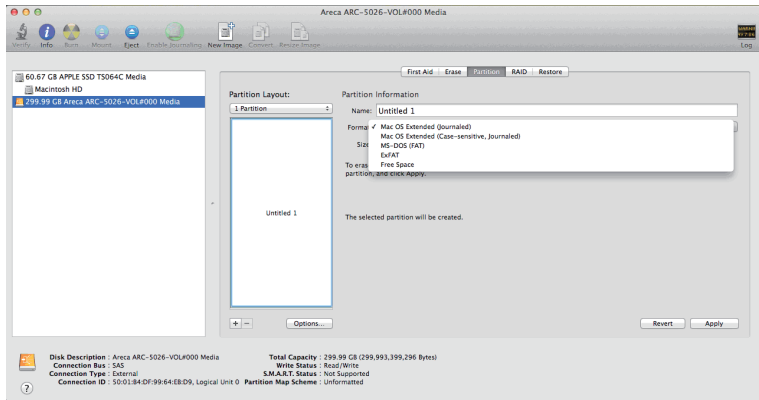 Areca ARC-5026-VOL#000 Media
Verify Info Burn Mount Eject Enable Journaling New Image Convert Resize Image Log
60.67 GB APPLE SSD TS064C Media
Macintosh HD
299.99 GB Areca ARC-5026-VOL#000 Media
First Aid Erase Partition RAID Restore
Partition Layout:
1 Partition
Untitled 1
Partition Information
Name: Untitled 1
Forma
✓ Mac OS Extended (Journaled)
Mac OS Extended (Case-sensitive, Journaled)
MS-DOS (FAT)
ExFAT
Free Space
Size
To eras
partition, and click Apply.
The selected partition will be created.
+ − Options... Revert Apply
Disk Description : Areca ARC-5026-VOL#000 Media Total Capacity : 299.99 GB (299,993,399,296 Bytes)
Connection Bus : SAS Write Status : Read/Write
Connection Type : External S.M.A.R.T. Status : Not Supported
Connection ID : 50:01:B4:DF:99:64:EB:D9, Logical Unit 0 Partition Map Scheme : Unformatted
?